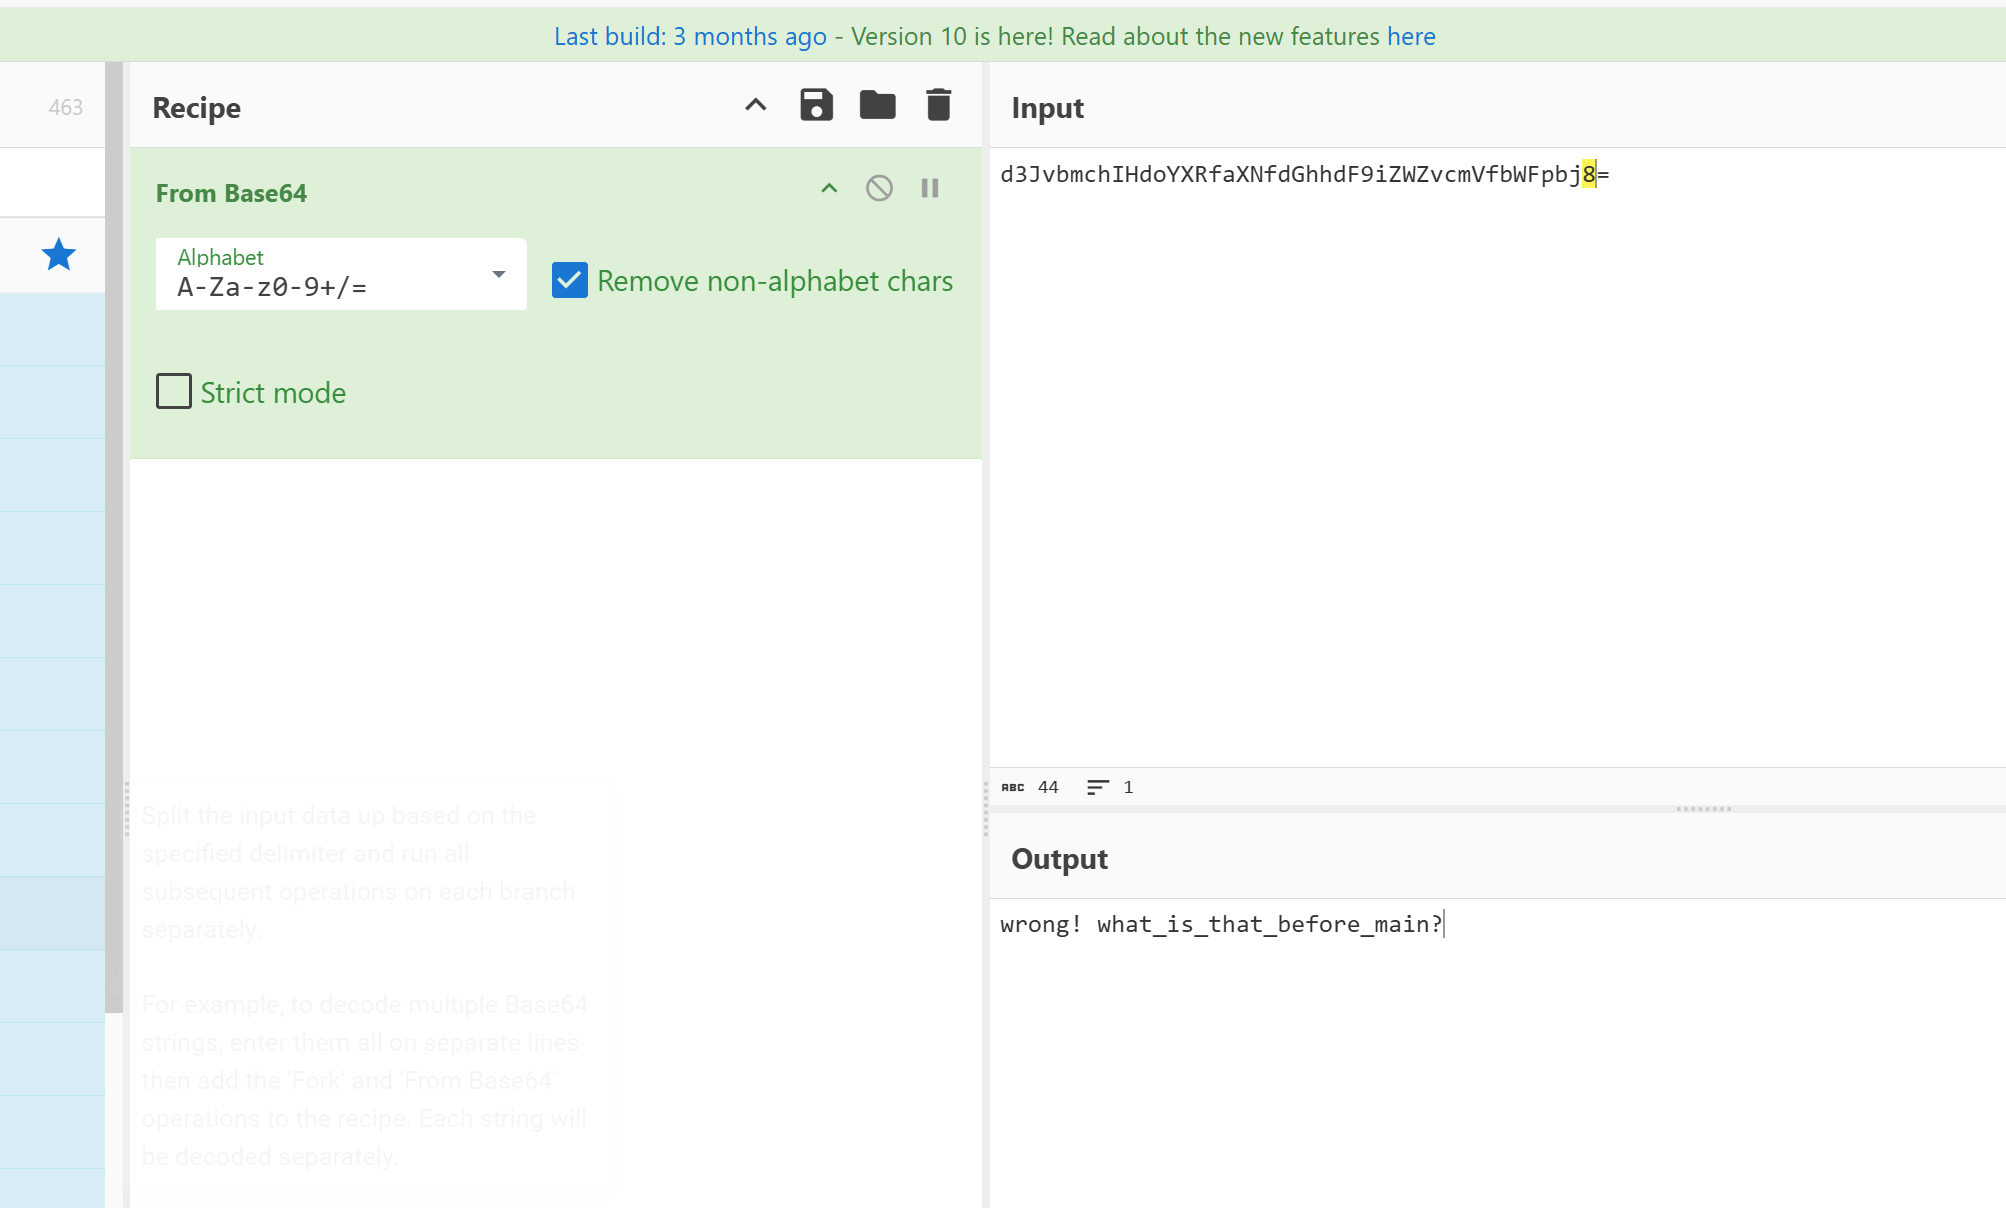 Last build: 3 months ago - Version 10 is here! Read about the new features here
463
Recipe
From Base64
Alphabet
A-Za-z0-9+/=
Remove non-alphabet chars
Strict mode
Split the input data up based on the
specified delimiter and run all
subsequent operations on each branch
separately.
For example, to decode multiple Base64
strings, enter them all on separate lines
then add the 'Fork' and 'From Base64'
operations to the recipe. Each string will
be decoded separately.
Input
d3JvbmchIHdoYXRfaXNfdGhhdF9iZWZvcmVfbWFpbj8=
ABC 44 1
Output
wrong! what_is_that_before_main?